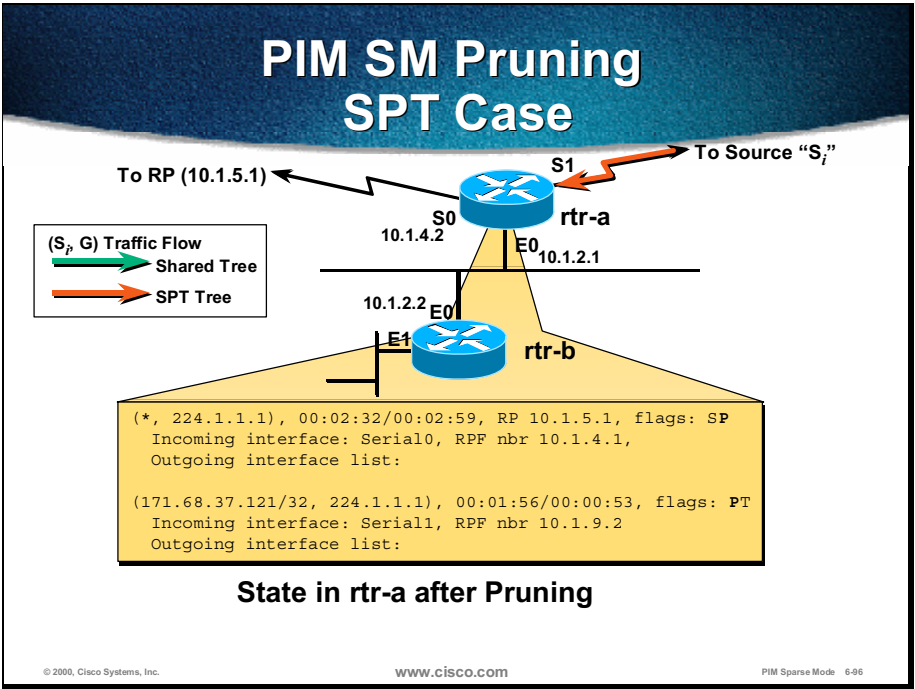 PIM SM Pruning
SPT Case
To RP (10.1.5.1)
S1
To Source “Si”
S0
rtr-a
10.1.4.2
E0
10.1.2.1
(Si, G) Traffic Flow
Shared Tree
SPT Tree
10.1.2.2
E0
E1
rtr-b
(*, 224.1.1.1), 00:02:32/00:02:59, RP 10.1.5.1, flags: SP
Incoming interface: Serial0, RPF nbr 10.1.4.1,
Outgoing interface list:
(171.68.37.121/32, 224.1.1.1), 00:01:56/00:00:53, flags: PT
Incoming interface: Serial1, RPF nbr 10.1.9.2
Outgoing interface list:
State in rtr-a after Pruning
© 2000, Cisco Systems, Inc.
www.cisco.com
PIM Sparse Mode 6-96